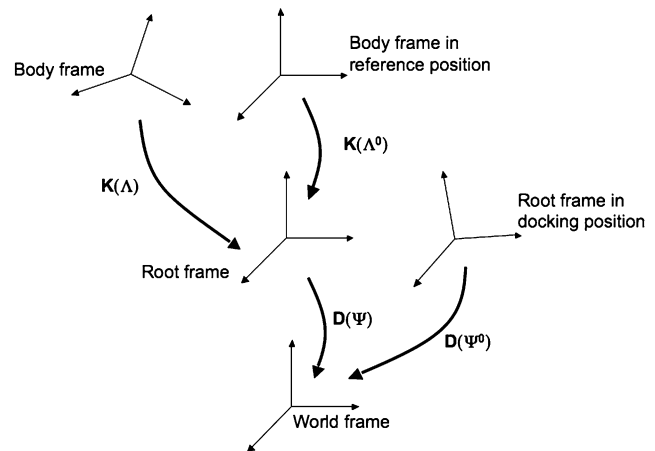 Body frame
Body frame in
reference position
K(Λ⁰)
K(Λ)
Root frame in
docking position
Root frame
D(Ψ)
D(Ψ⁰)
World frame